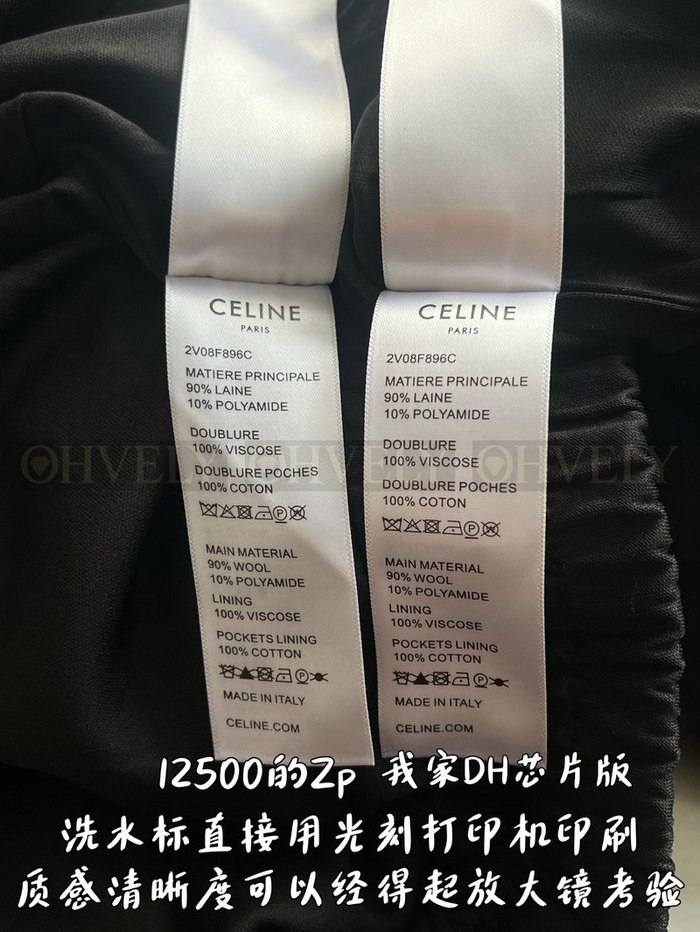 CELINE
PARIS
2V08F896C
MATIERE PRINCIPALE
90% LAINE
10% POLYAMIDE
DOUBLURE
100% VISCOSE
DOUBLURE POCHES
100% COTON
MAIN MATERIAL
90% WOOL
10% POLYAMIDE
LINING
100% VISCOSE
POCKETS LINING
100% COTTON
MADE IN ITALY
CELINE.COM
CELINE
PARIS
2V08F896C
MATIERE PRINCIPALE
90% LAINE
10% POLYAMIDE
DOUBLURE
100% VISCOSE
DOUBLURE POCHES
100% COTON
MAIN MATERIAL
90% WOOL
10% POLYAMIDE
LINING
100% VISCOSE
POCKETS LINING
100% COTTON
MADE IN ITALY
CELINE.COM
OHVELY OHVELY OHVELY
12500的Zp 我家DH芯片版
洗水标直接用光刻打印机印刷
质感清晰度可以经得起放大镜考验